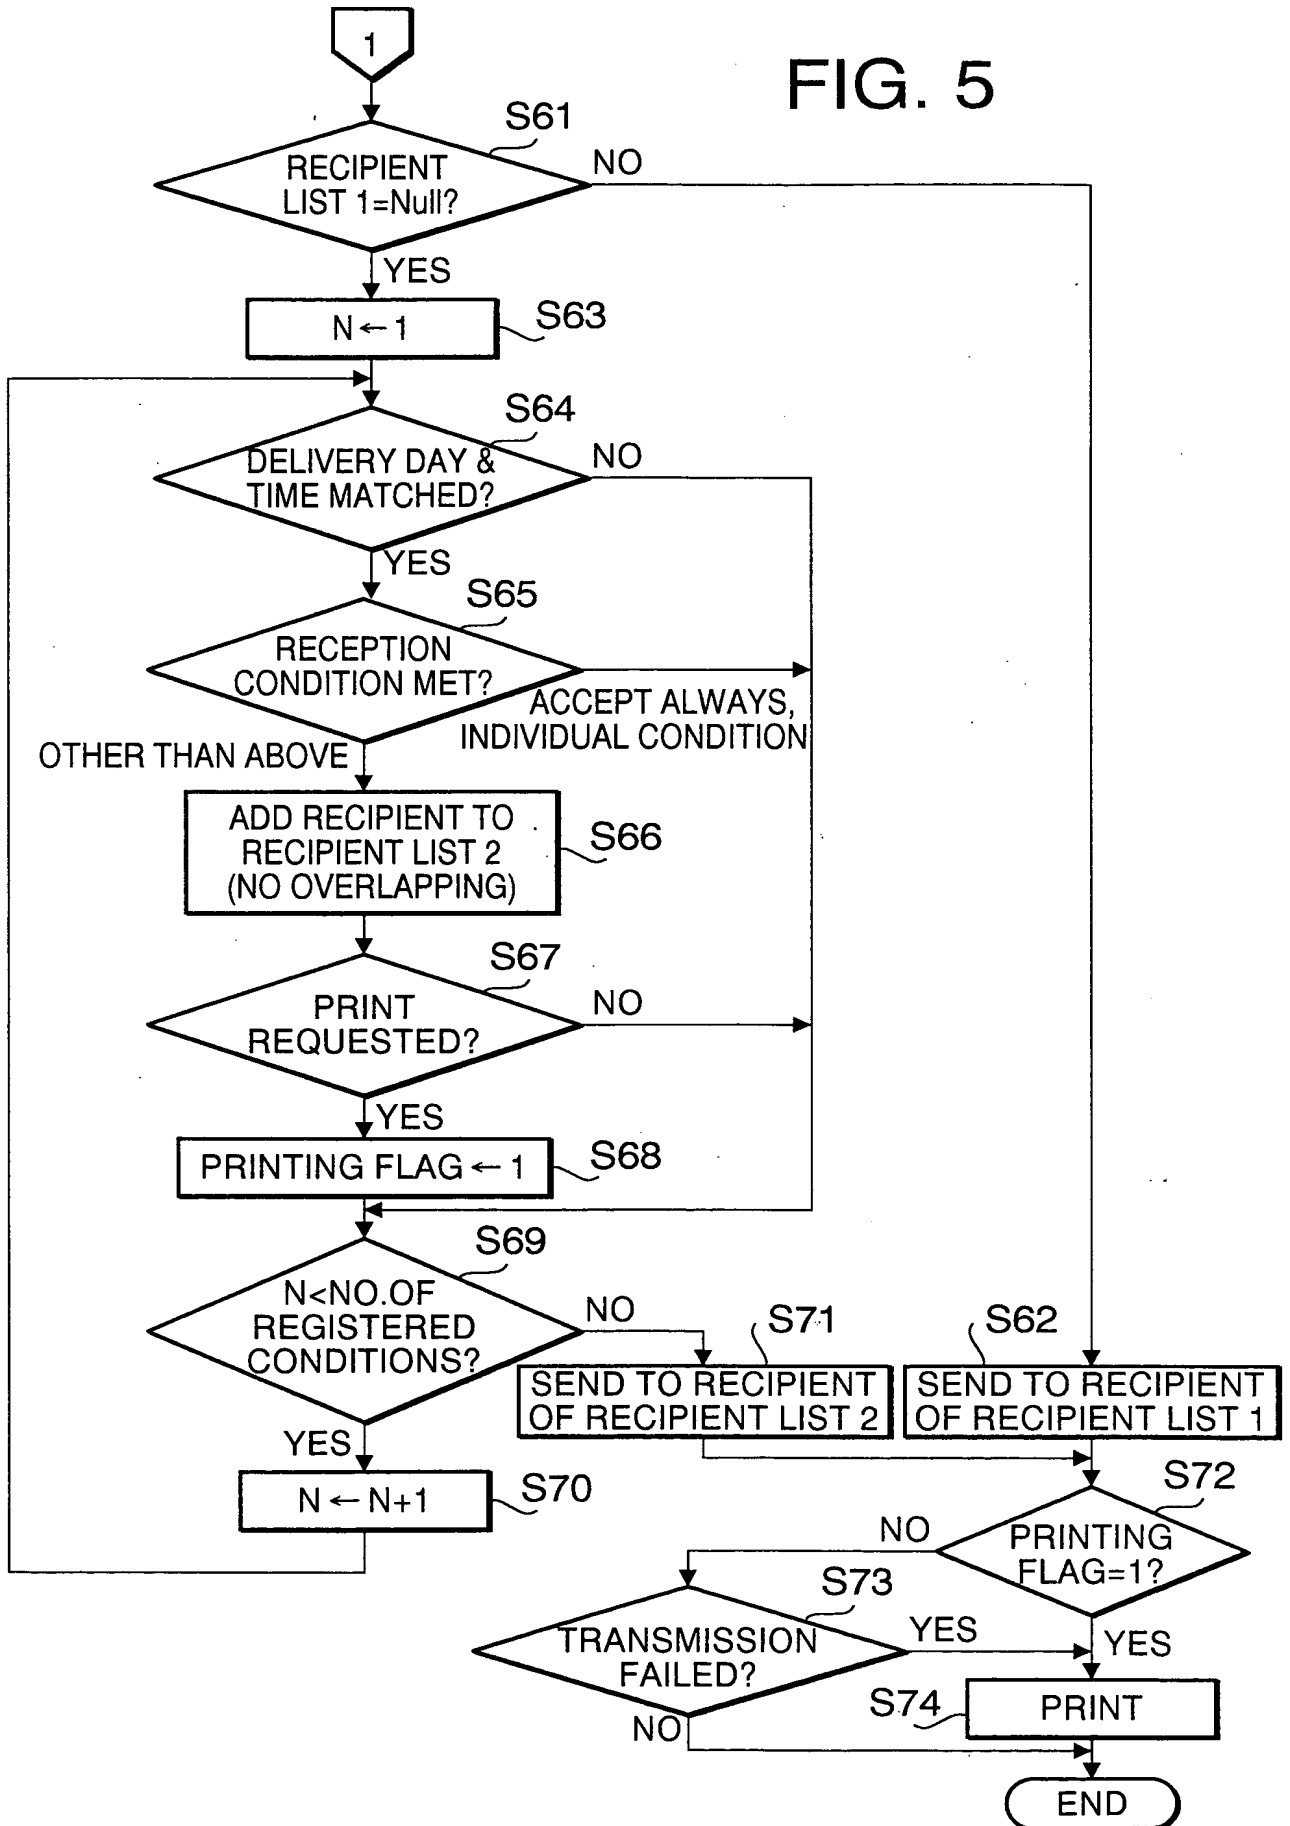 1
FIG. 5
S61
RECIPIENT
LIST 1=Null?
NO
YES
N←1
S63
S64
DELIVERY DAY &
TIME MATCHED?
NO
YES
S65
RECEPTION
CONDITION MET?
ACCEPT ALWAYS,
INDIVIDUAL CONDITION
OTHER THAN ABOVE
ADD RECIPIENT TO
RECIPIENT LIST 2
(NO OVERLAPPING)
S66
S67
PRINT
REQUESTED?
NO
YES
PRINTING FLAG←1
S68
S69
N<NO.OF
REGISTERED
CONDITIONS?
NO
YES
N←N+1
S70
S71
SEND TO RECIPIENT
OF RECIPIENT LIST 2
S62
SEND TO RECIPIENT
OF RECIPIENT LIST 1
S72
PRINTING
FLAG=1?
NO
YES
S73
TRANSMISSION
FAILED?
YES
NO
S74
PRINT
END